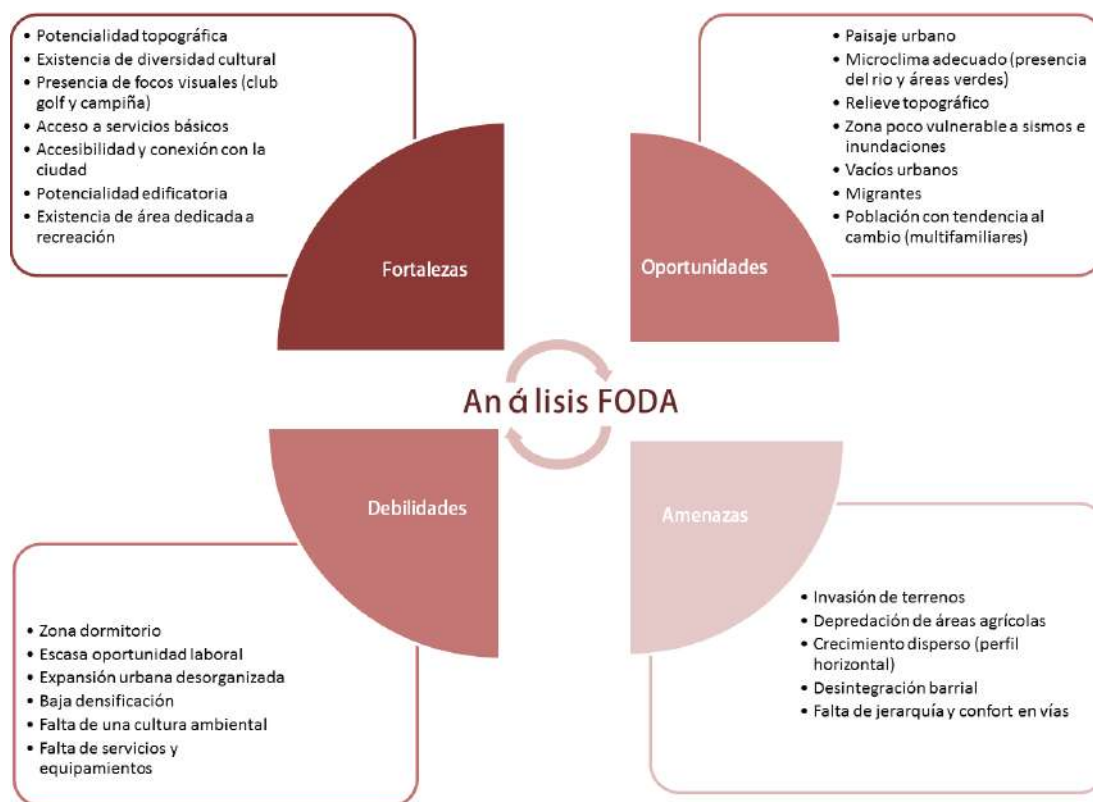 • Potencialidad topográfica
• Existencia de diversidad cultural
• Presencia de focos visuales (club
golf y campiña)
• Acceso a servicios básicos
• Accesibilidad y conexión con la
ciudad
• Potencialidad edificatoria
• Existencia de área dedicada a
recreación
Fortalezas
• Paisaje urbano
• Microclima adecuado (presencia
del rio y áreas verdes)
• Relieve topográfico
• Zona poco vulnerable a sismos e
inundaciones
• Vacíos urbanos
• Migrantes
• Población con tendencia al
cambio (multifamiliares)
Oportunidades
Análisis FODA
Debilidades
• Zona dormitorio
• Escasa oportunidad laboral
• Expansión urbana desorganizada
• Baja densificación
• Falta de una cultura ambiental
• Falta de servicios y
equipamientos
Amenazas
• Invasión de terrenos
• Depredación de áreas agrícolas
• Crecimiento disperso (perfil
horizontal)
• Desintegración barrial
• Falta de jerarquía y confort en vías